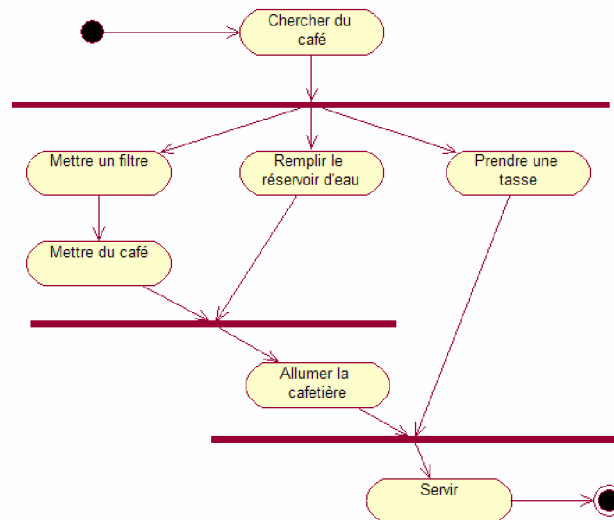 Chercher du
café
Mettre un filtre
Remplir le
réservoir d'eau
Prendre une
tasse
Mettre du café
Allumer la
cafetière
Servir